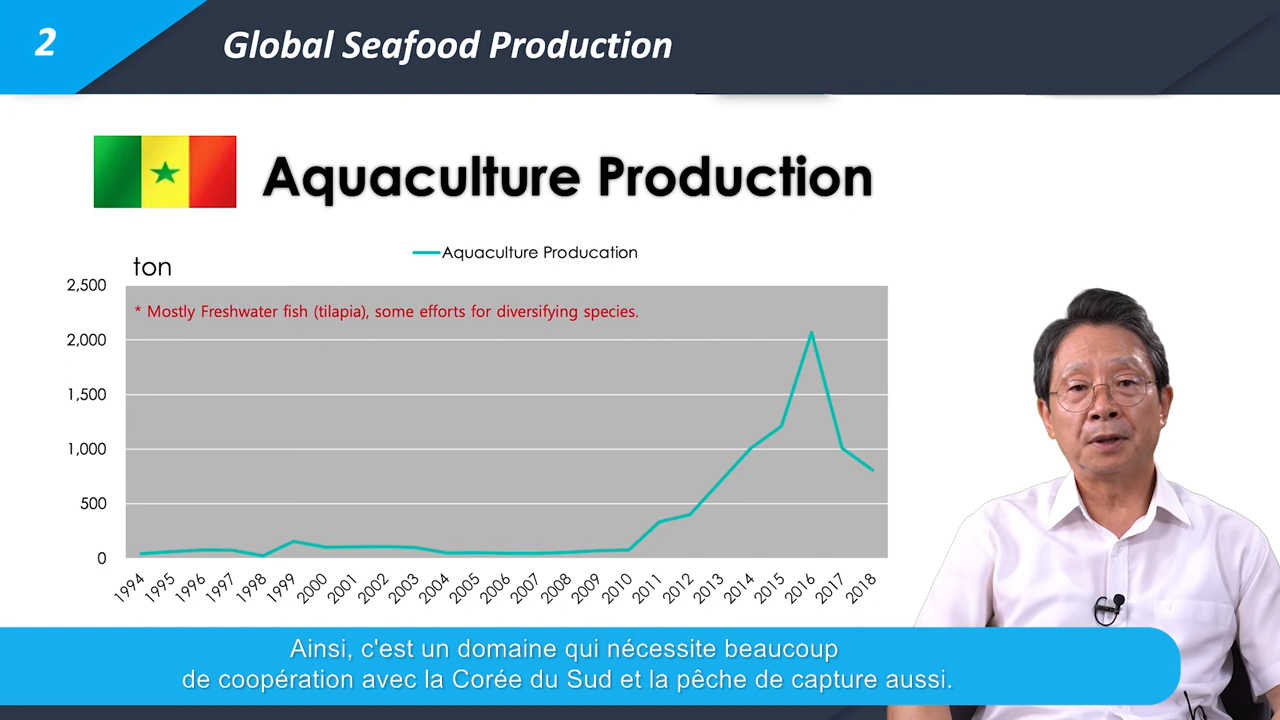 2
Global Seafood Production
Aquaculture Production
Aquaculture Producation
ton
2,500
* Mostly Freshwater fish (tilapia), some efforts for diversifying species.
2,000
1,500
1,000
500
0
1994 1995 1996 1997 1998 1999 2000 2001 2002 2003 2004 2005 2006 2007 2008 2009 2010 2011 2012 2013 2014 2015 2016 2017 2018
Ainsi, c'est un domaine qui nécessite beaucoup
de coopération avec la Corée du Sud et la pêche de capture aussi.